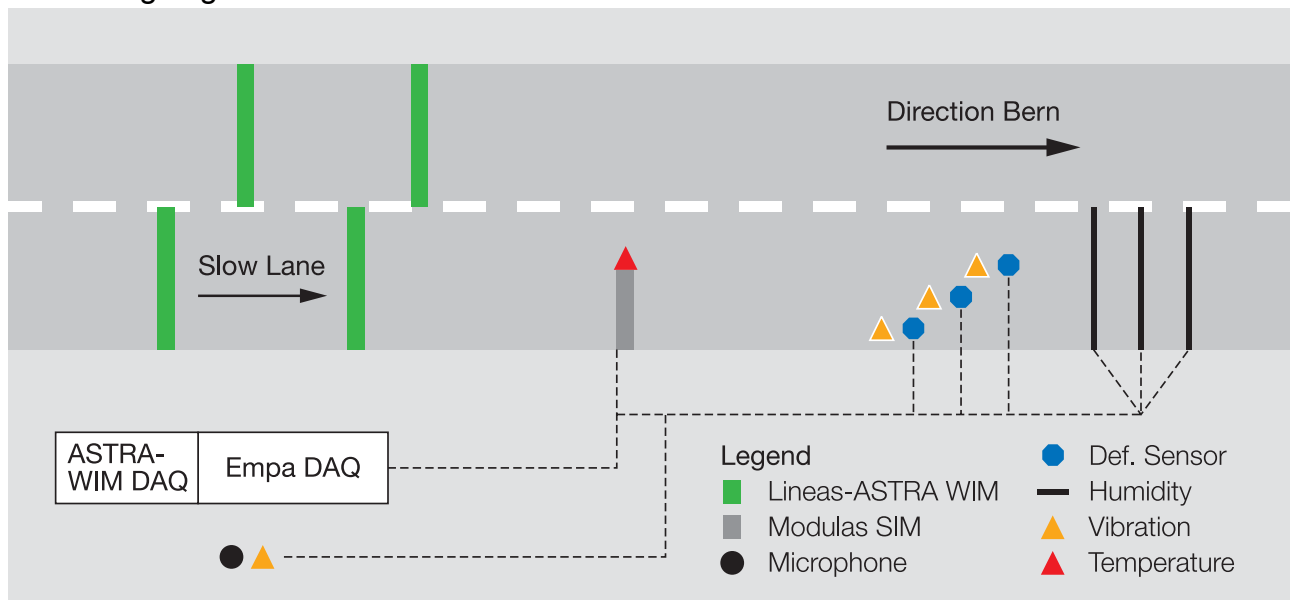 Direction Bern
Slow Lane
ASTRA-
WIM DAQ
Empa DAQ
Legend
Lineas-ASTRA WIM
Modulas SIM
Microphone
Def. Sensor
Humidity
Vibration
Temperature